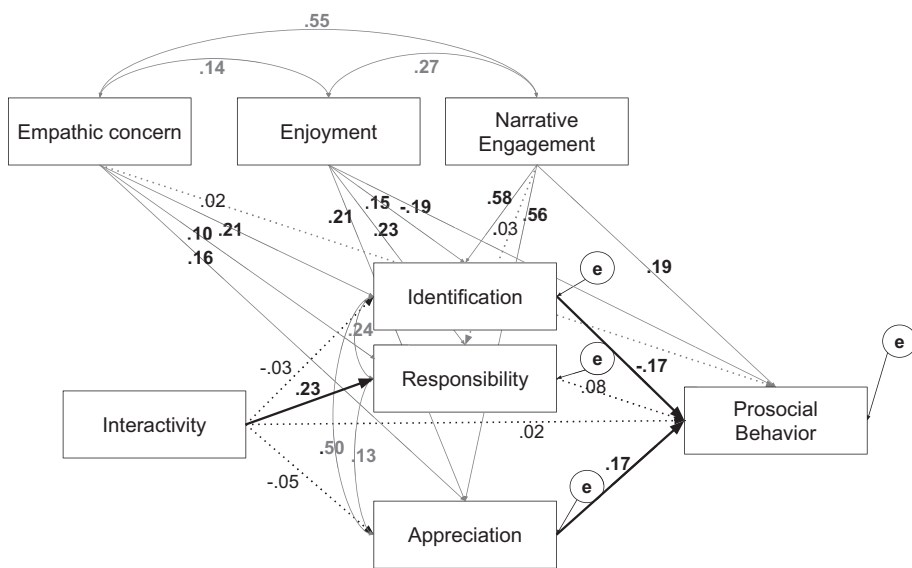 .55
.14
.27
Empathic concern
Enjoyment
Narrative
Engagement
.02
.15
-.19
.58
.56
.10
.21
.21
.23
.03
.16
.19
e
Identification
.24
e
e
-.03
Responsibility
-.17
.08
.23
Interactivity
.02
Prosocial
Behavior
.50
.13
.17
-.05
e
Appreciation